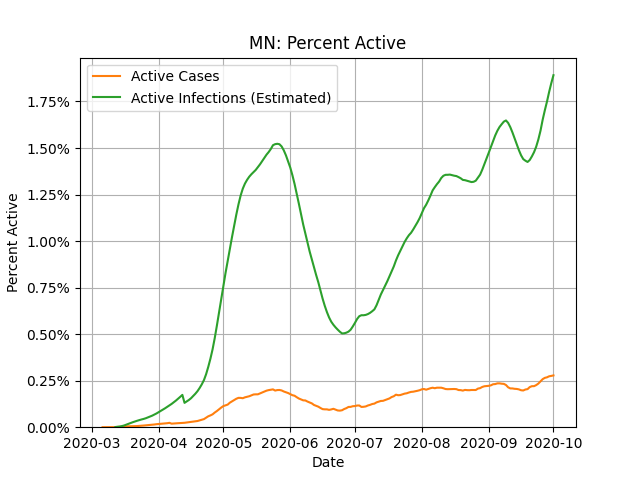 MN: Percent Active
Active Cases
Active Infections (Estimated)
Percent Active
1.75%
1.50%
1.25%
1.00%
0.75%
0.50%
0.25%
0.00%
2020-03 2020-04 2020-05 2020-06 2020-07 2020-08 2020-09 2020-10
Date